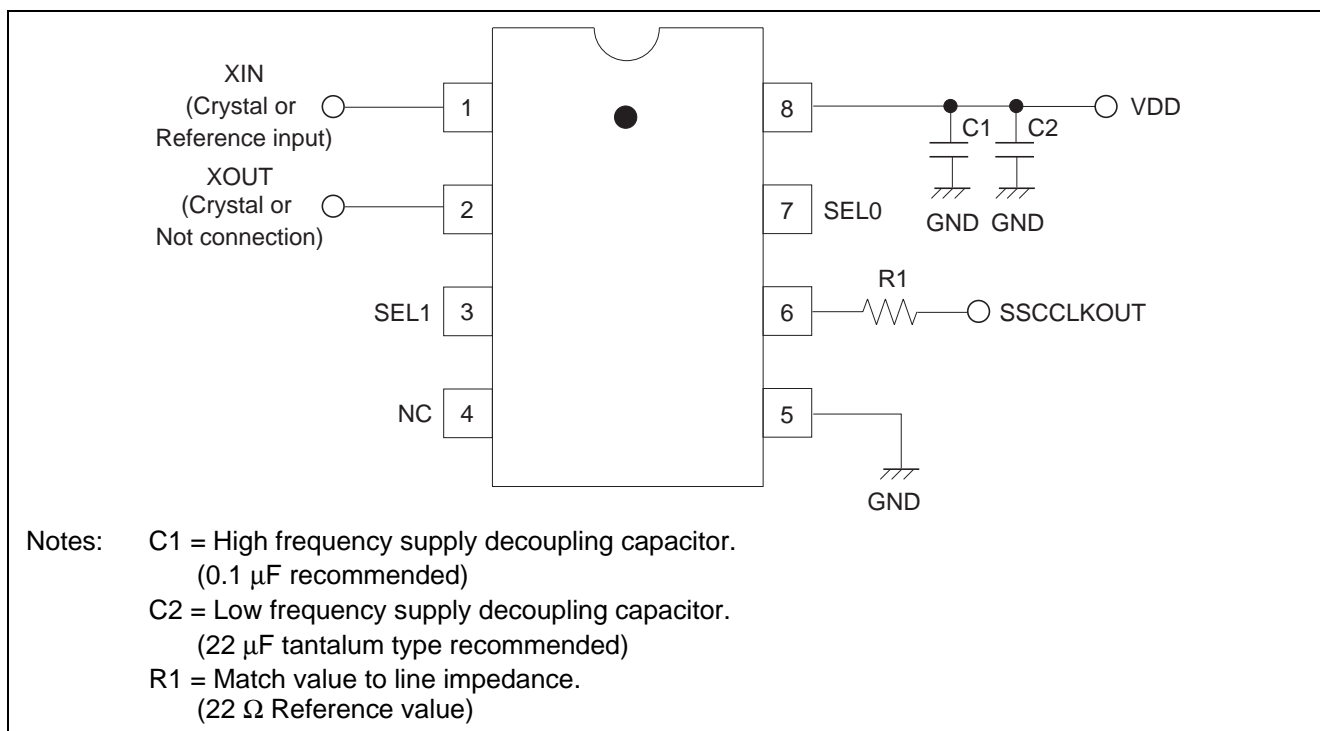 XIN
(Crystal or
Reference input)
1
XOUT
(Crystal or
Not connection)
2
SEL1
3
NC
4
8
VDD
C1
C2
GND
GND
7
SEL0
6
R1
SSCCLKOUT
5
GND
Notes: C1 = High frequency supply decoupling capacitor.
(0.1 μF recommended)
C2 = Low frequency supply decoupling capacitor.
(22 μF tantalum type recommended)
R1 = Match value to line impedance.
(22 Ω Reference value)